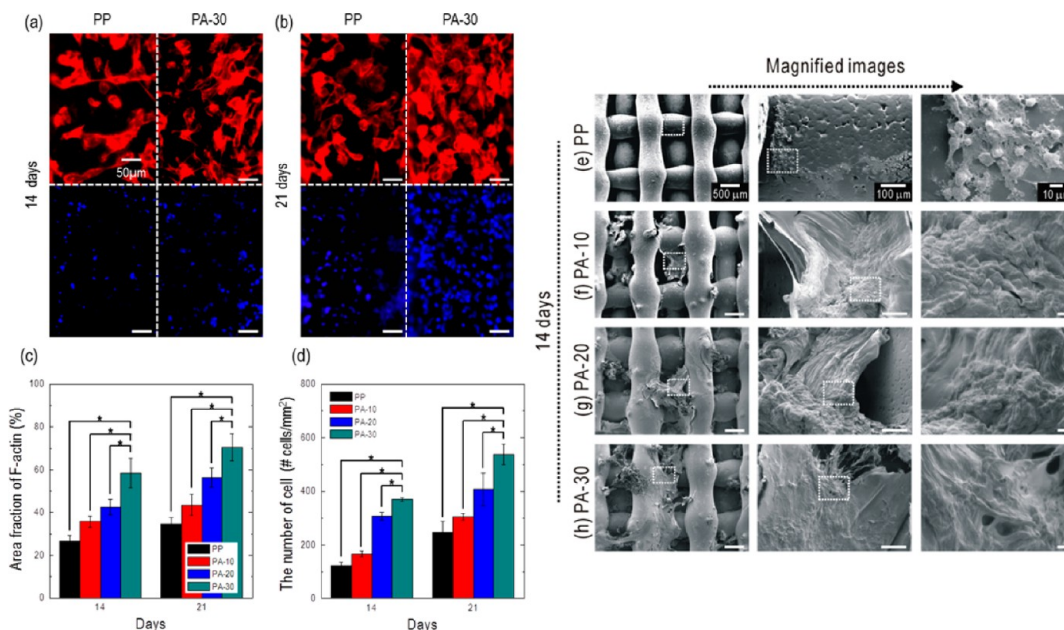 (a)
PP
PA-30
14 days
50μm
(b)
PP
PA-30
21 days
(c)
Area fraction of F-actin (%)
100
80
60
40
20
0
* * * * * *
PP
PA-10
PA-20
PA-30
14
21
Days
(d)
The number of cell (# cells/mm²)
800
600
400
200
0
PP
PA-10
PA-20
PA-30
* * * * * *
14
21
Days
Magnified images
14 days
(e) PP
500 μm
100 μm
10 μm
(f) PA-10
(g) PA-20
(h) PA-30